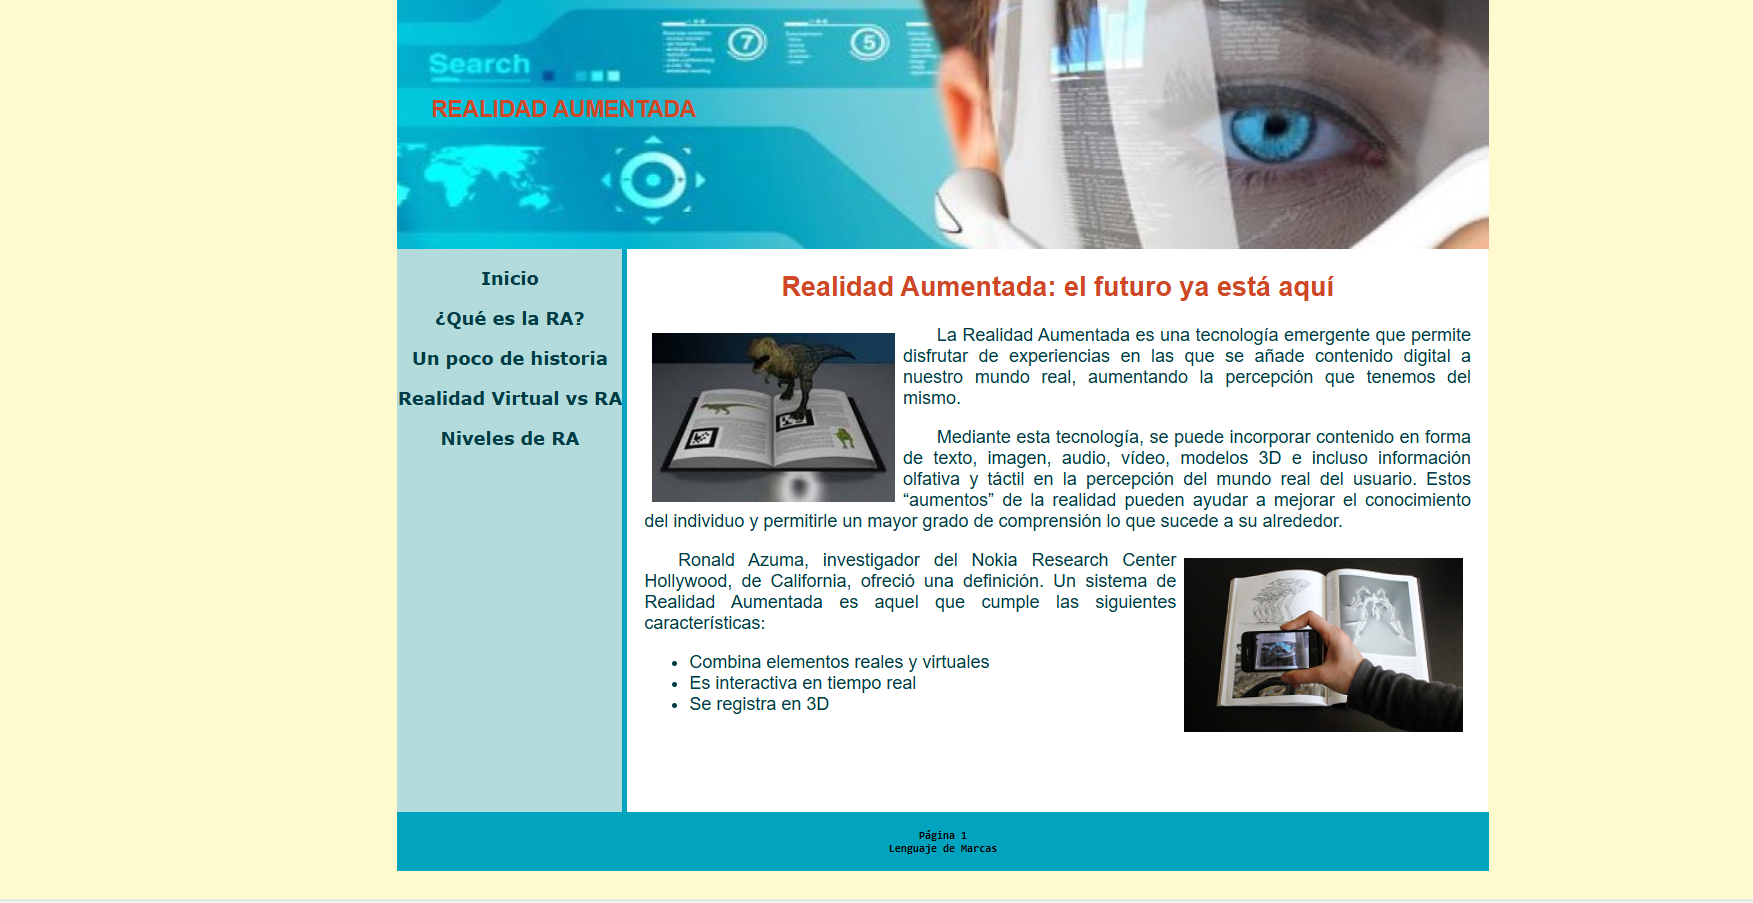 Search
7
5
REALIDAD AUMENTADA
Inicio
¿Qué es la RA?
Un poco de historia
Realidad Virtual vs RA
Niveles de RA
Realidad Aumentada: el futuro ya está aquí
La Realidad Aumentada es una tecnología emergente que permite
disfrutar de experiencias en las que se añade contenido digital a
nuestro mundo real, aumentando la percepción que tenemos del
mismo.
Mediante esta tecnología, se puede incorporar contenido en forma
de texto, imagen, audio, vídeo, modelos 3D e incluso información
olfativa y táctil en la percepción del mundo real del usuario. Estos
“aumentos” de la realidad pueden ayudar a mejorar el conocimiento
del individuo y permitirle un mayor grado de comprensión lo que sucede a su alrededor.
Ronald Azuma, investigador del Nokia Research Center
Hollywood, de California, ofreció una definición. Un sistema de
Realidad Aumentada es aquel que cumple las siguientes
características:
• Combina elementos reales y virtuales
• Es interactiva en tiempo real
• Se registra en 3D
Página 1
Lenguaje de Marcas